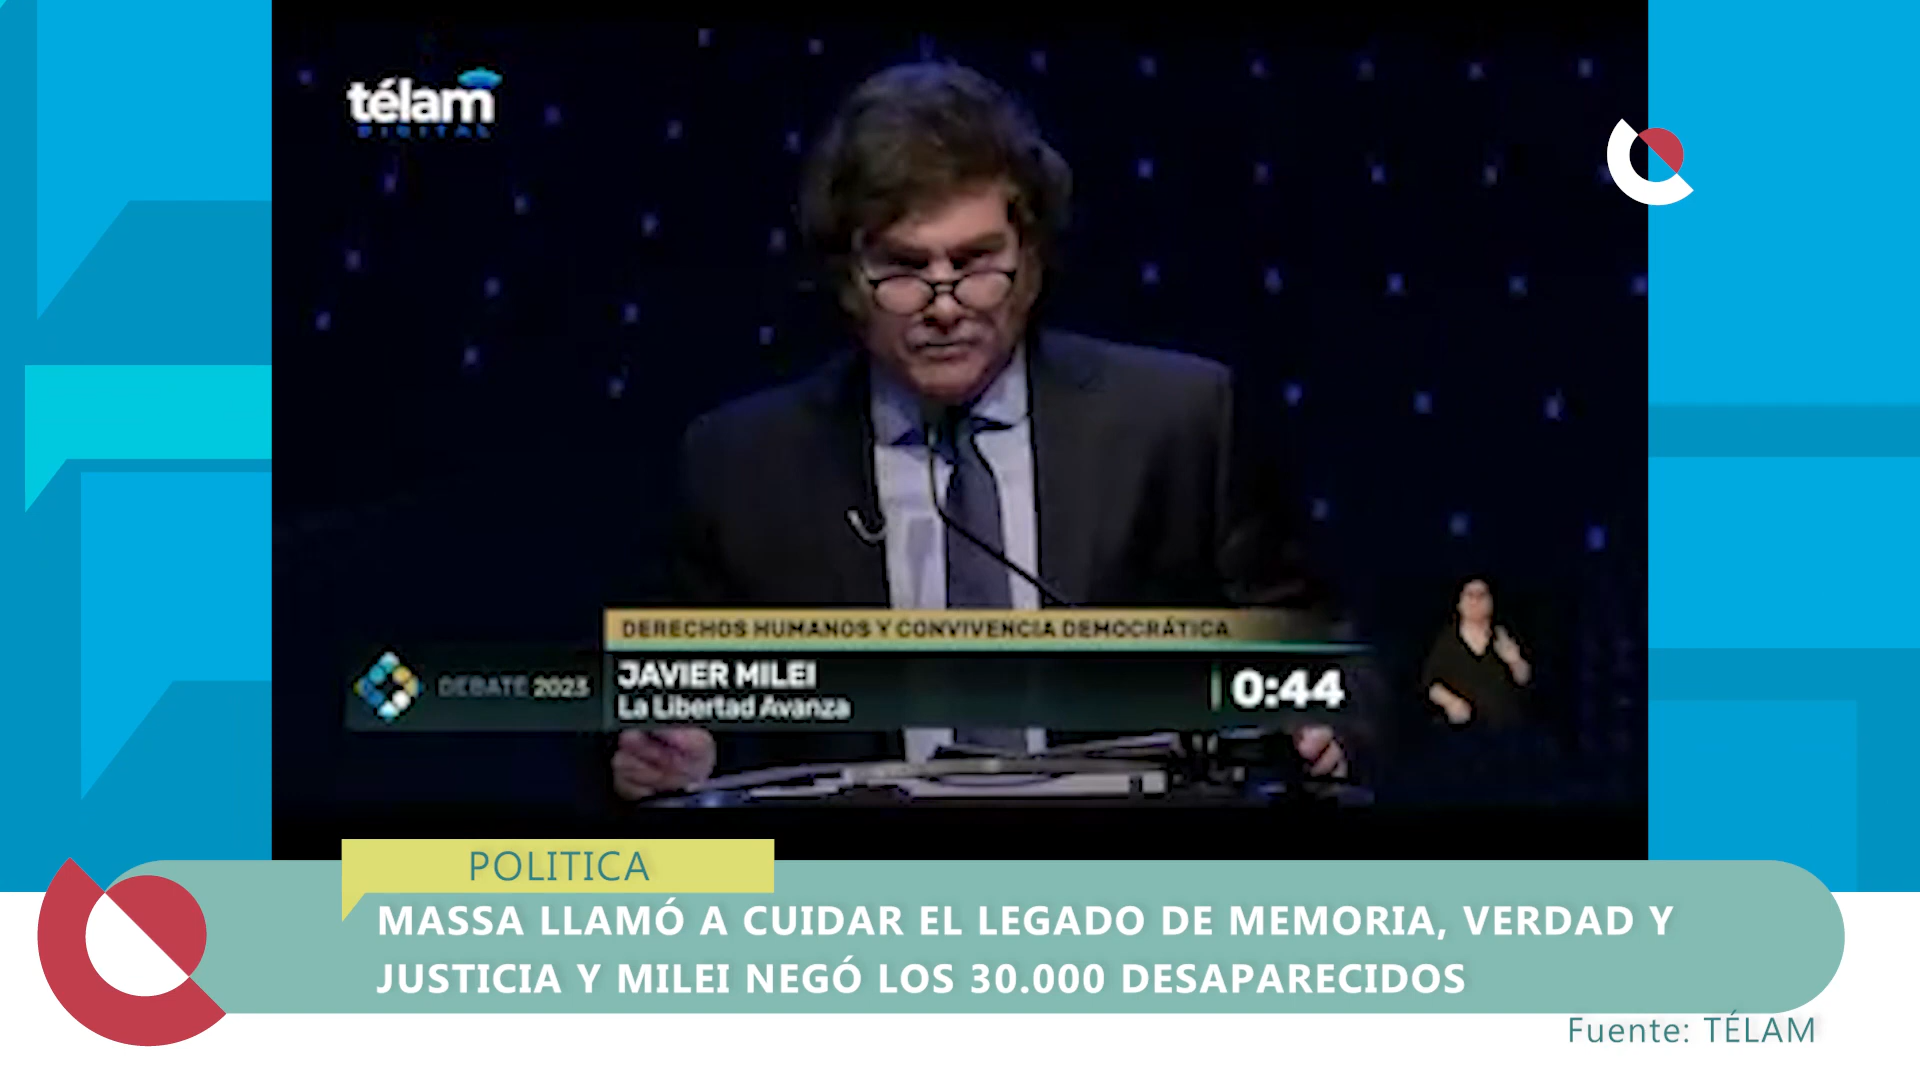 télam
DIGITAL
DERECHOS HUMANOS Y CONVIVENCIA DEMOCRÁTICA
DEBATE 2023
JAVIER MILEI
La Libertad Avanza
0:44
POLITICA
MASSA LLAMÓ A CUIDAR EL LEGADO DE MEMORIA, VERDAD Y
JUSTICIA Y MILEI NEGÓ LOS 30.000 DESAPARECIDOS
Fuente: TÉLAM